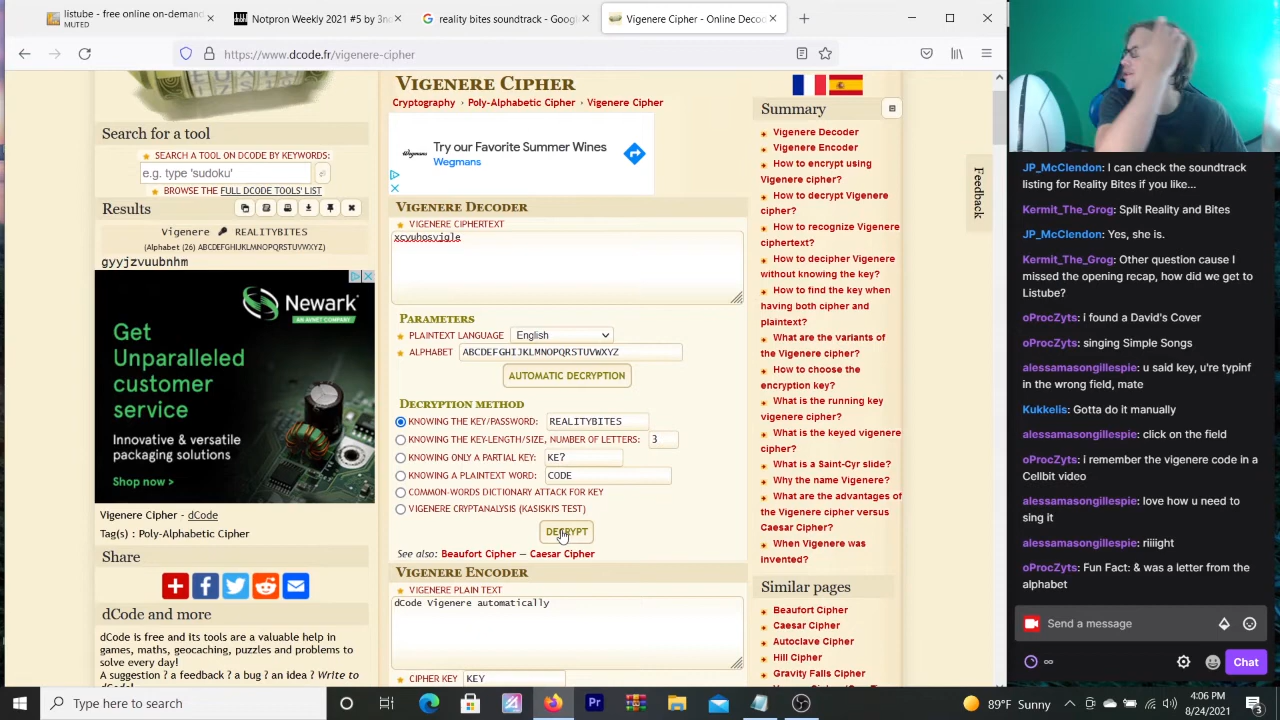 listube - free online on-demand
MUTED
Notpron Weekly 2021 #5 by 3nd
reality bites soundtrack - Google
Vigenere Cipher - Online Decod
https://www.dcode.fr/vigenere-cipher
Search for a tool
SEARCH A TOOL ON DCODE BY KEYWORDS:
e.g. type 'sudoku'
BROWSE THE FULL DCODE TOOLS' LIST
Results
Vigenere REALITYBITES
(Alphabet (26) ABCDEFGHIJKLMNOPQRSTUVWXYZ)
gyyjzvuubnhm
Newark
AN AVNET COMPANY
Get
Unparalleled
customer
service
Innovative & versatile
packaging solutions
Shop now >
Vigenere Cipher - dCode
Tag(s) : Poly-Alphabetic Cipher
Share
dCode and more
dCode is free and its tools are a valuable help in
games, maths, geocaching, puzzles and problems to
solve every day!
A suggestion ? a feedback ? a bug ? an idea ? Write to
VIGENERE CIPHER
Cryptography › Poly-Alphabetic Cipher › Vigenere Cipher
Try our Favorite Summer Wines
Wegmans
VIGENERE DECODER
VIGENERE CIPHERTEXT
xcyuhosvjgle
PARAMETERS
PLAINTEXT LANGUAGE English
ALPHABET ABCDEFGHIJKLMNOPQRSTUVWXYZ
AUTOMATIC DECRYPTION
DECRYPTION METHOD
KNOWING THE KEY/PASSWORD: REALITYBITES
KNOWING THE KEY-LENGTH/SIZE, NUMBER OF LETTERS: 3
KNOWING ONLY A PARTIAL KEY: KE?
KNOWING A PLAINTEXT WORD: CODE
COMMON-WORDS DICTIONARY ATTACK FOR KEY
VIGENERE CRYPTANALYSIS (KASISKI'S TEST)
DECRYPT
See also: Beaufort Cipher — Caesar Cipher
VIGENERE ENCODER
VIGENERE PLAIN TEXT
dCode Vigenere automatically
CIPHER KEY KEY
Summary
Vigenere Decoder
Vigenere Encoder
How to encrypt using
Vigenere cipher?
How to decrypt Vigenere
cipher?
How to recognize Vigenere
ciphertext?
How to decipher Vigenere
without knowing the key?
How to find the key when
having both cipher and
plaintext?
What are the variants of
the Vigenere cipher?
How to choose the
encryption key?
What is the running key
vigenere cipher?
What is the keyed vigenere
cipher?
What is a Saint-Cyr slide?
Why the name Vigenere?
What are the advantages of
the Vigenere cipher versus
Caesar Cipher?
When Vigenere was
invented?
Similar pages
Beaufort Cipher
Caesar Cipher
Autoclave Cipher
Hill Cipher
Gravity Falls Cipher
Feedback
JP_McClendon: I can check the soundtrack
listing for Reality Bites if you like...
Kermit_The_Grog: Split Reality and Bites
JP_McClendon: Yes, she is.
Kermit_The_Grog: Other question cause I
missed the opening recap, how did we get to
Listube?
oProcZyts: i found a David's Cover
oProcZyts: singing Simple Songs
alessamasongillespie: u said key, u're typInf
in the wrong field, mate
Kukkelis: Gotta do it manually
alessamasongillespie: click on the field
oProcZyts: i remember the vigenere code in a
Cellbit video
alessamasongillespie: love how u need to
sing it
alessamasongillespie: riiiight
oProcZyts: Fun Fact: & was a letter from the
alphabet
Send a message
Chat
Type here to search
Pr
89°F Sunny
4:06 PM
8/24/2021
3